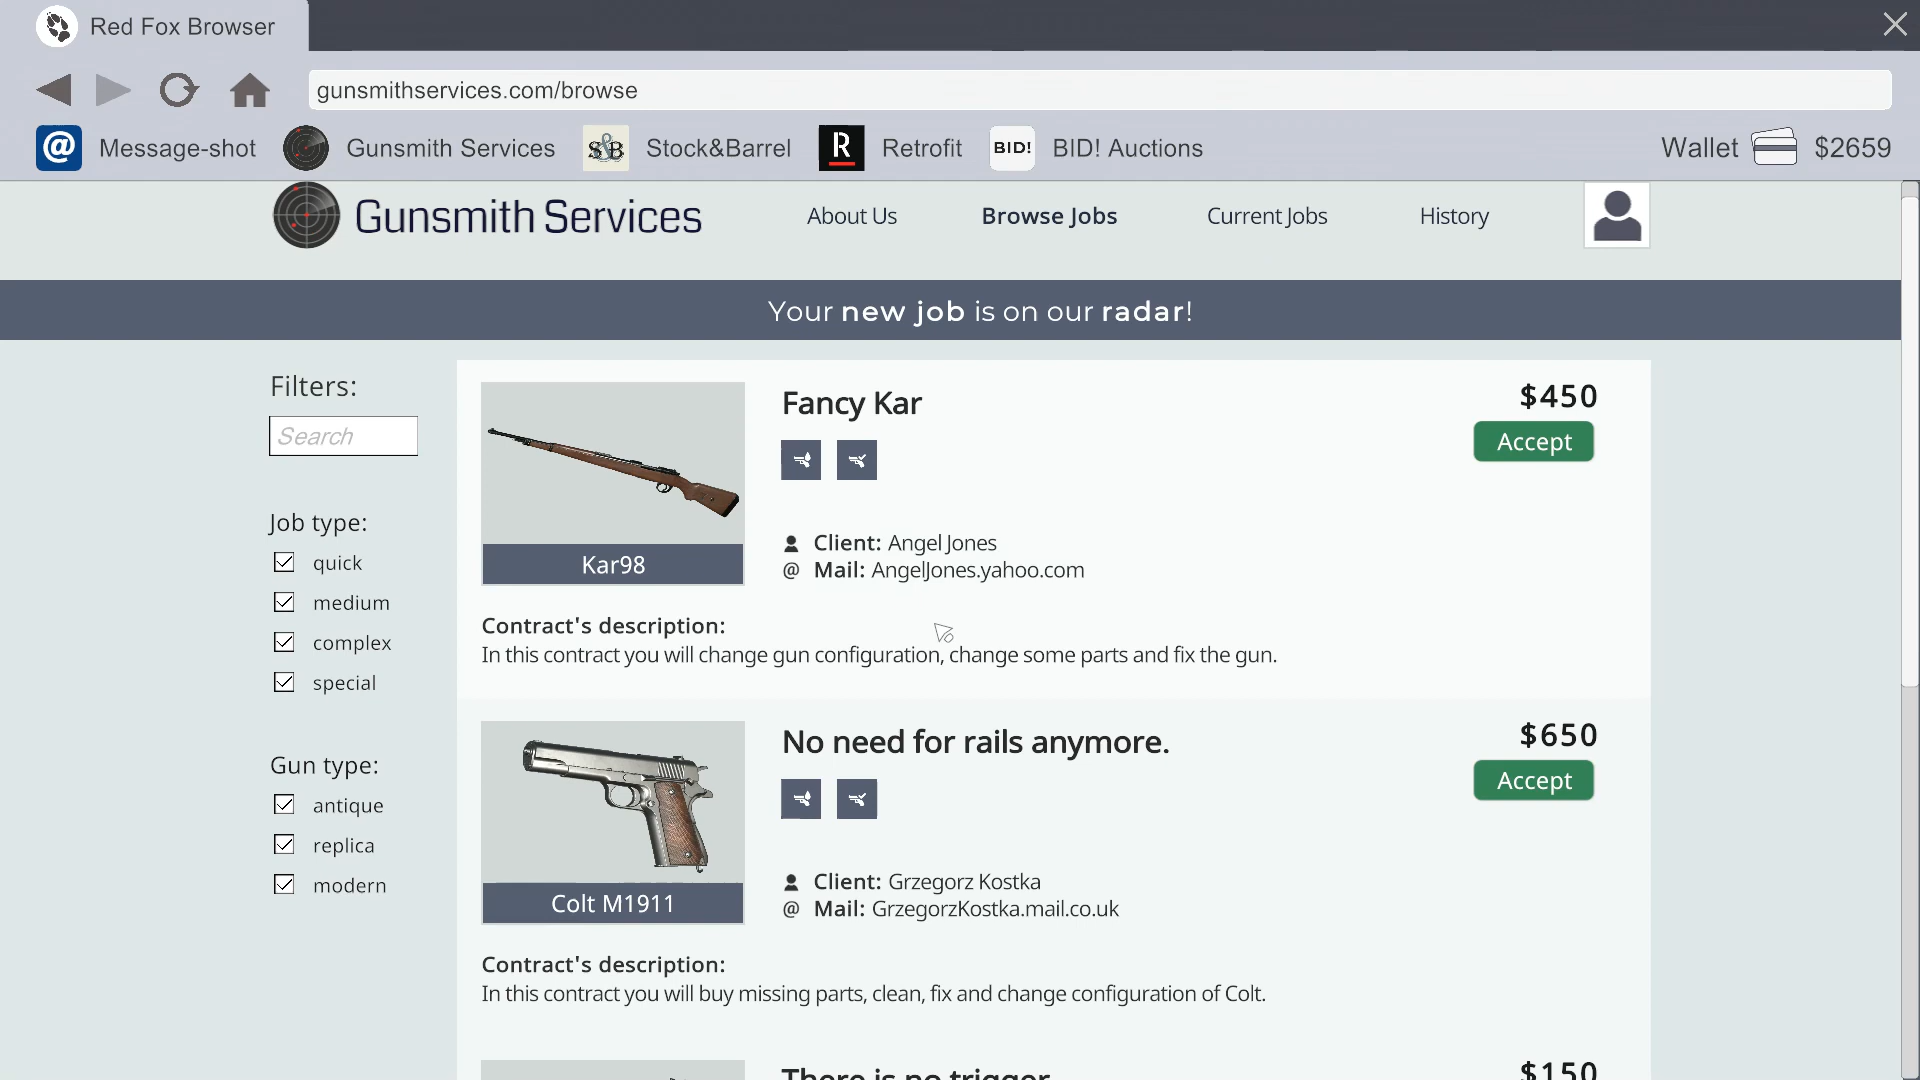 Red Fox Browser
gunsmithservices.com/browse
@ Message-shot
Gunsmith Services
S&B Stock&Barrel
R Retrofit
BID! BID! Auctions
Wallet $2659
Gunsmith Services
About Us
Browse Jobs
Current Jobs
History
Your new job is on our radar!
Filters:
Search
Job type:
quick
medium
complex
special
Gun type:
antique
replica
modern
Fancy Kar
$450
Accept
Kar98
Client: Angel Jones
@ Mail: AngelJones.yahoo.com
Contract's description:
In this contract you will change gun configuration, change some parts and fix the gun.
No need for rails anymore.
$650
Accept
Colt M1911
Client: Grzegorz Kostka
@ Mail: GrzegorzKostka.mail.co.uk
Contract's description:
In this contract you will buy missing parts, clean, fix and change configuration of Colt.
There is no trigger
$150